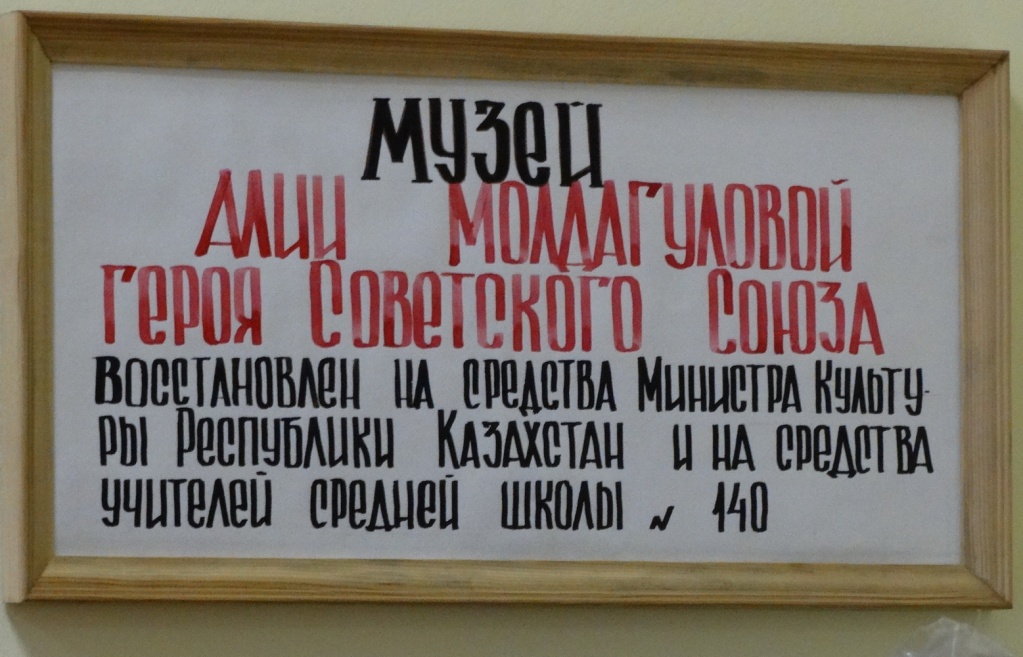 Музей
Алии Молдагуловой
героя Советского Союза
Восстановлен на средства Министра Культу-
ры Республики Казахстан и на средства
учителей средней школы № 140